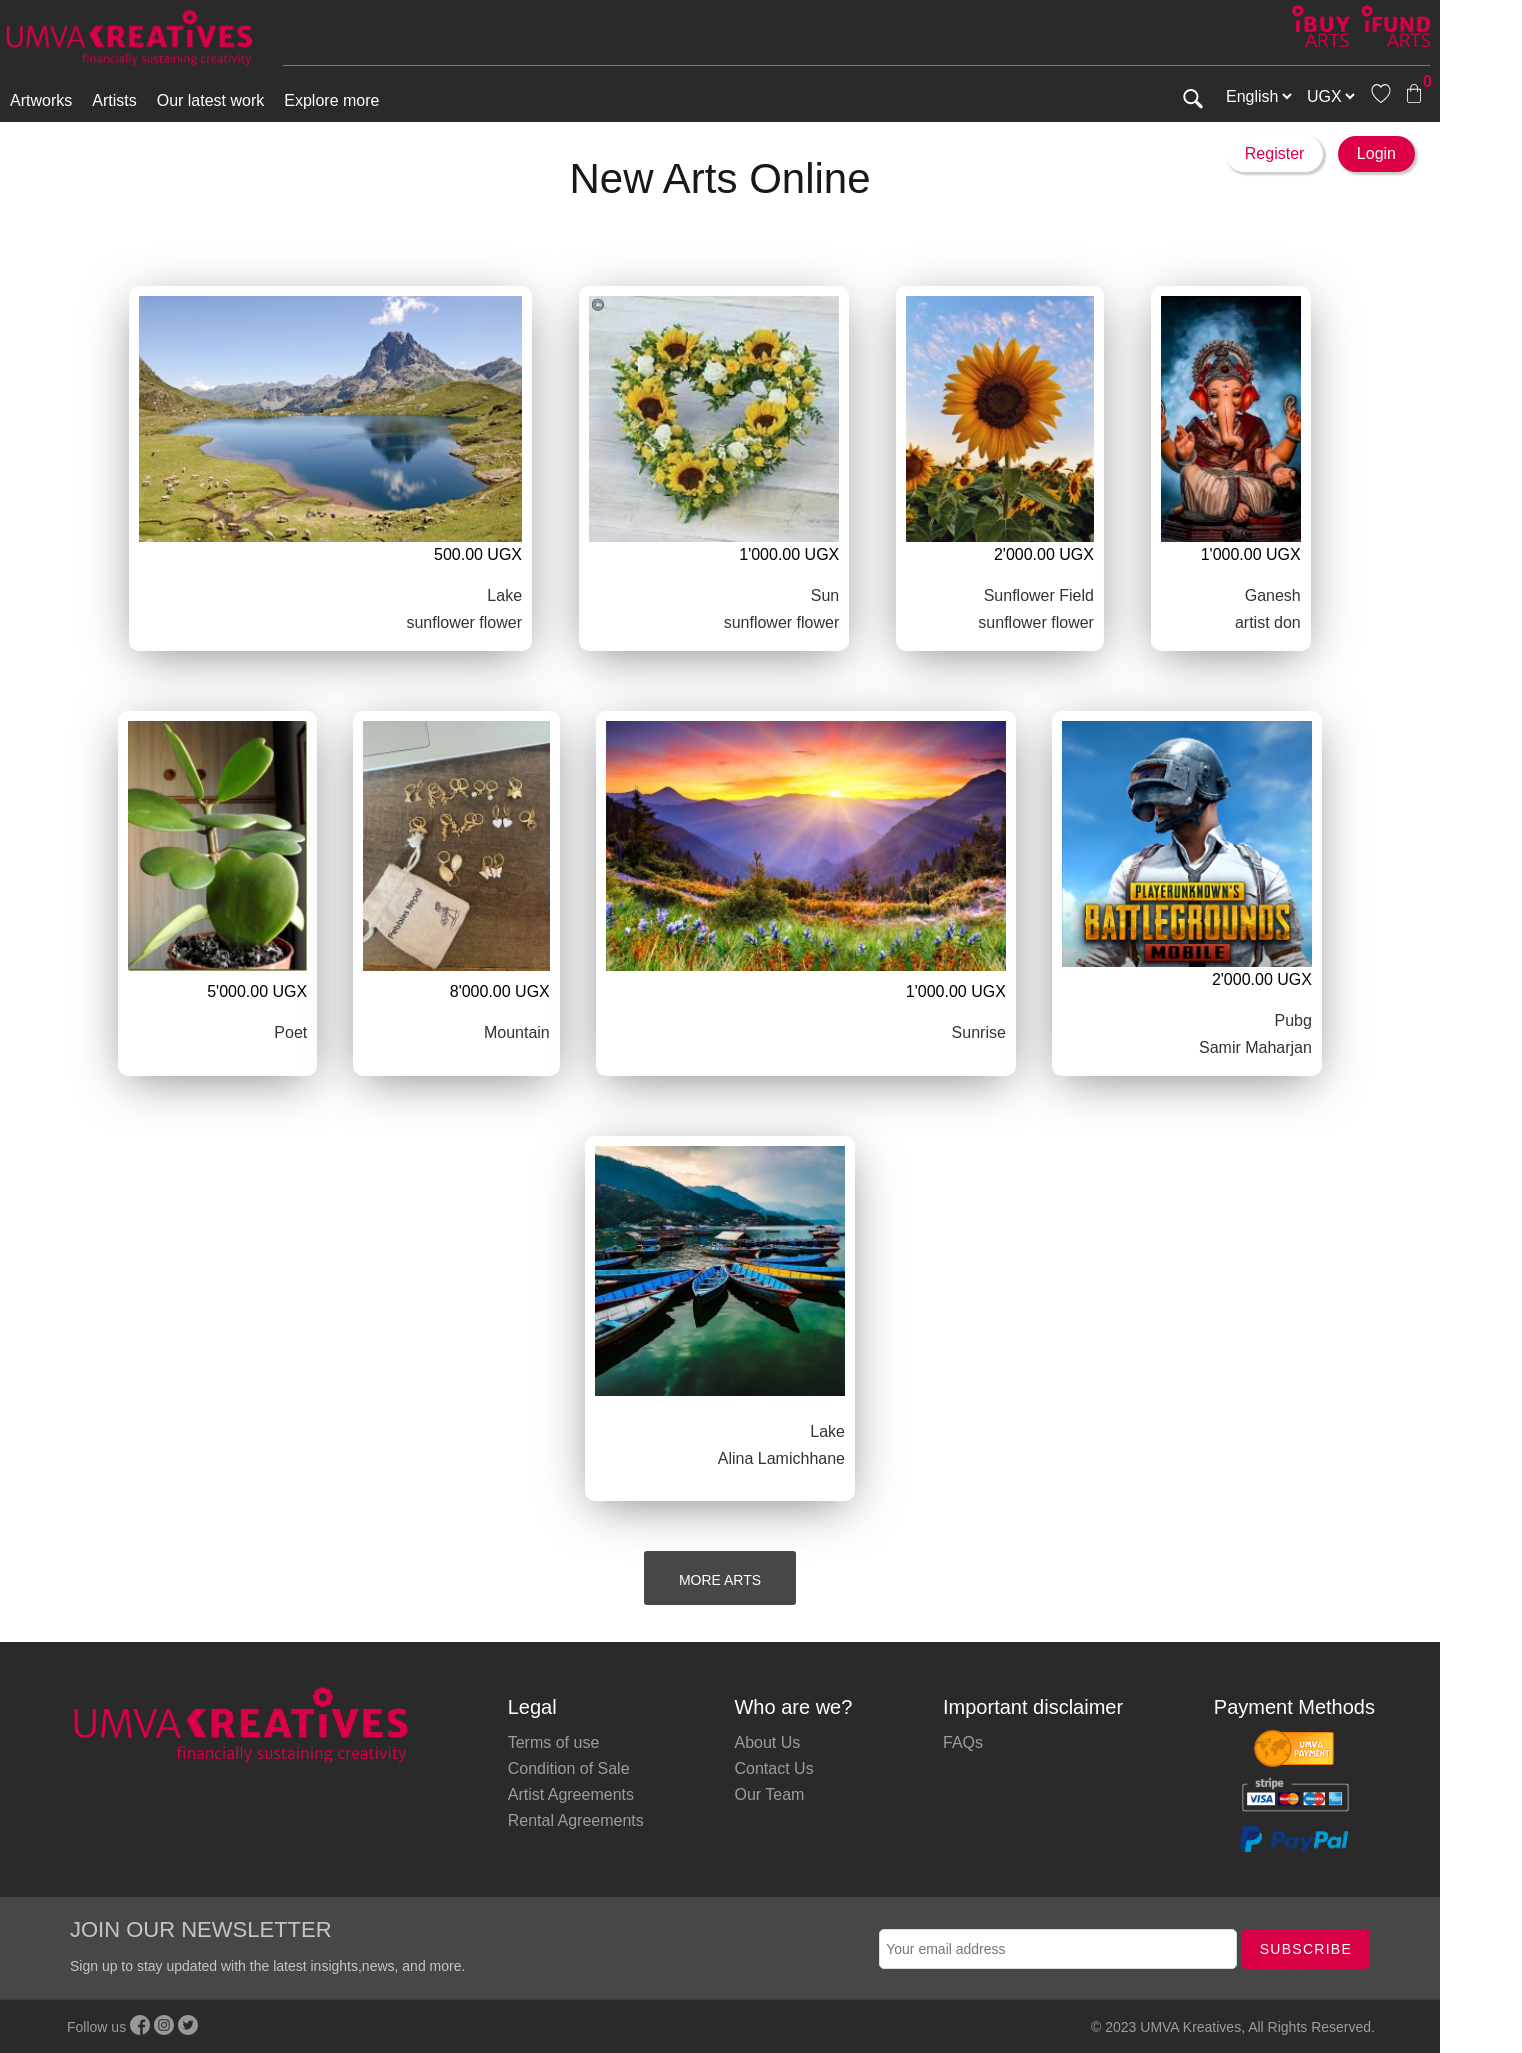 UMVA KREATIVES
financially sustaining creativity
iBUY
ARTS
iFUND
ARTS
Artworks Artists Our latest work Explore more
English UGX 0
Register Login
New Arts Online
500.00 UGX
Lake
sunflower flower
1'000.00 UGX
Sun
sunflower flower
2'000.00 UGX
Sunflower Field
sunflower flower
1'000.00 UGX
Ganesh
artist don
5'000.00 UGX
Poet
Pebbles Nepal
8'000.00 UGX
Mountain
1'000.00 UGX
Sunrise
PLAYERUNKNOWN'S
BATTLEGROUNDS
MOBILE
2'000.00 UGX
Pubg
Samir Maharjan
Lake
Alina Lamichhane
MORE ARTS
UMVA KREATIVES
financially sustaining creativity
Legal
Terms of use
Condition of Sale
Artist Agreements
Rental Agreements
Who are we?
About Us
Contact Us
Our Team
Important disclaimer
FAQs
Payment Methods
UMVA
PAYMENT
stripe
VISA
PayPal
JOIN OUR NEWSLETTER
Sign up to stay updated with the latest insights,news, and more.
Your email address
SUBSCRIBE
Follow us
© 2023 UMVA Kreatives, All Rights Reserved.